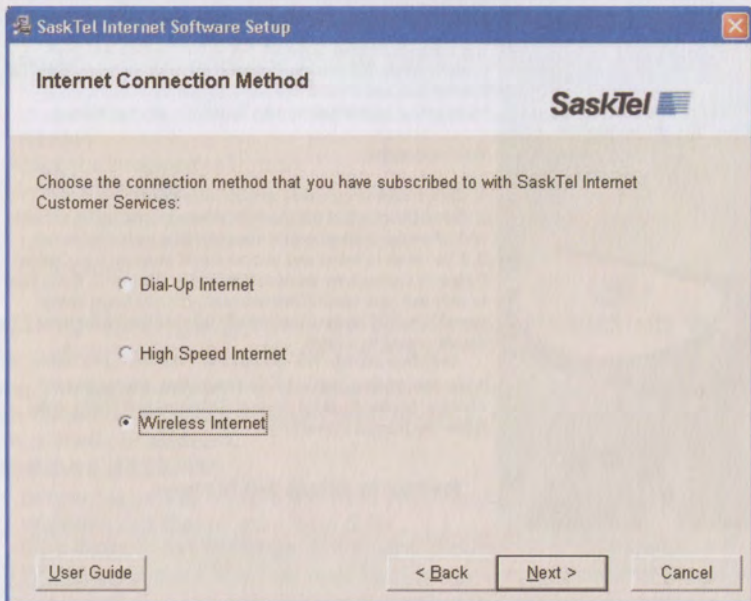 SaskTel Internet Software Setup
Internet Connection Method
SaskTel
Choose the connection method that you have subscribed to with SaskTel Internet
Customer Services:
Dial-Up Internet
High Speed Internet
Wireless Internet
User Guide
< Back
Next >
Cancel